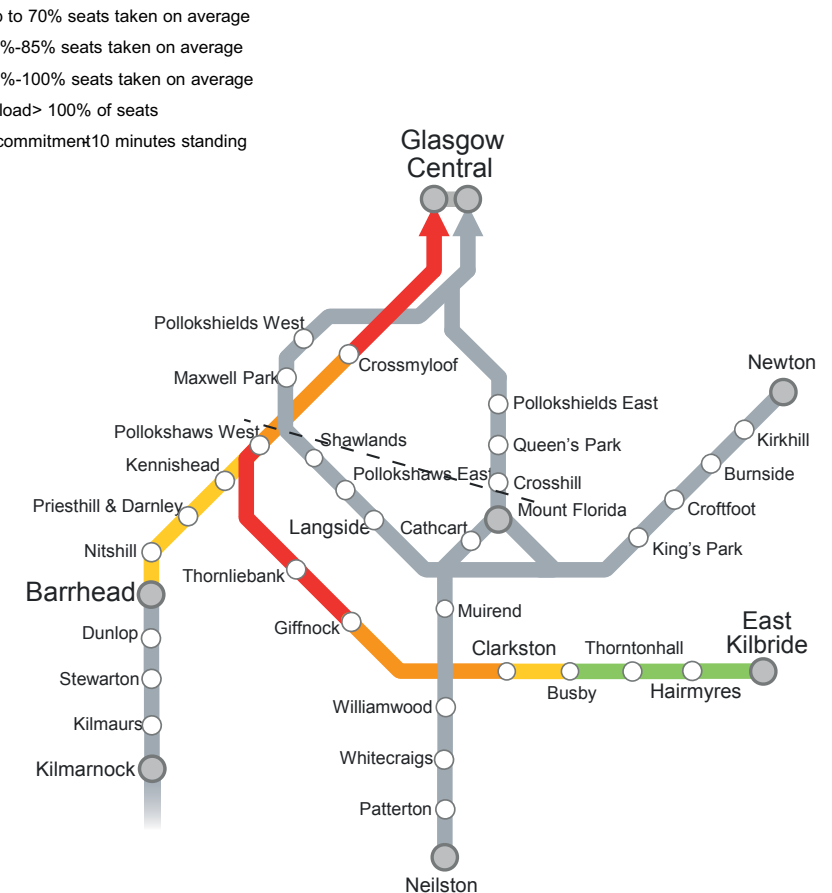 p to 70% seats taken on average
%-85% seats taken on average
%-100% seats taken on average
load> 100% of seats
commitment+10 minutes standing
Glasgow
Central
Pollokshields West
Crossmyloof
Maxwell Park
Newton
Pollokshields East
Pollokshaws West
Shawlands
Queen's Park
Kirkhill
Kennishead
Pollokshaws East
Burnside
Crosshill
Priesthill & Darnley
Mount Florida
Croftfoot
Langside
Cathcart
King's Park
Nitshill
Thornliebank
Barrhead
Muirend
Giffnock
East
Kilbride
Dunlop
Clarkston
Thorntonhall
Stewarton
Busby
Hairmyres
Williamwood
Kilmaurs
Whitecraigs
Kilmarnock
Patterton
Neilston